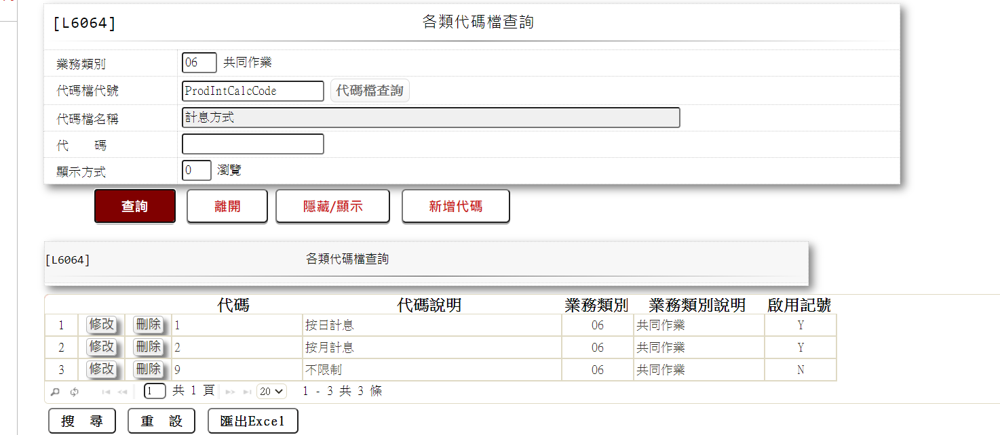 [L6064] 各類代碼檔查詢
業務類別 06 共同作業
代碼檔代號 ProdIntCalcCode 代碼檔查詢
代碼檔名稱 計息方式
代 碼
顯示方式 0 瀏覽
查詢 離開 隱藏/顯示 新增代碼
[L6064] 各類代碼檔查詢
代碼 代碼說明 業務類別 業務類別說明 啟用記號
1 修改 刪除 1 按日計息 06 共同作業 Y
2 修改 刪除 2 按月計息 06 共同作業 Y
3 修改 刪除 9 不限制 06 共同作業 N
1 共 1 頁 20 1 - 3 共 3 條
搜 尋 重 設 匯出Excel